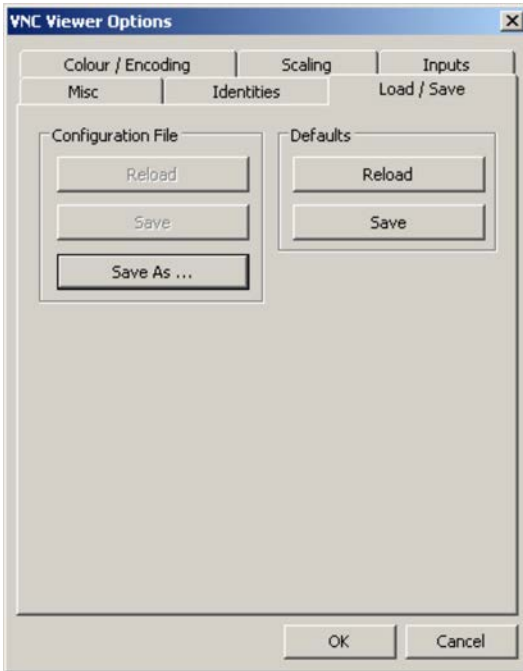 VNC Viewer Options
Colour / Encoding Scaling Inputs
Misc Identities Load / Save
Configuration File Defaults
Reload Reload
Save Save
Save As ...
OK Cancel